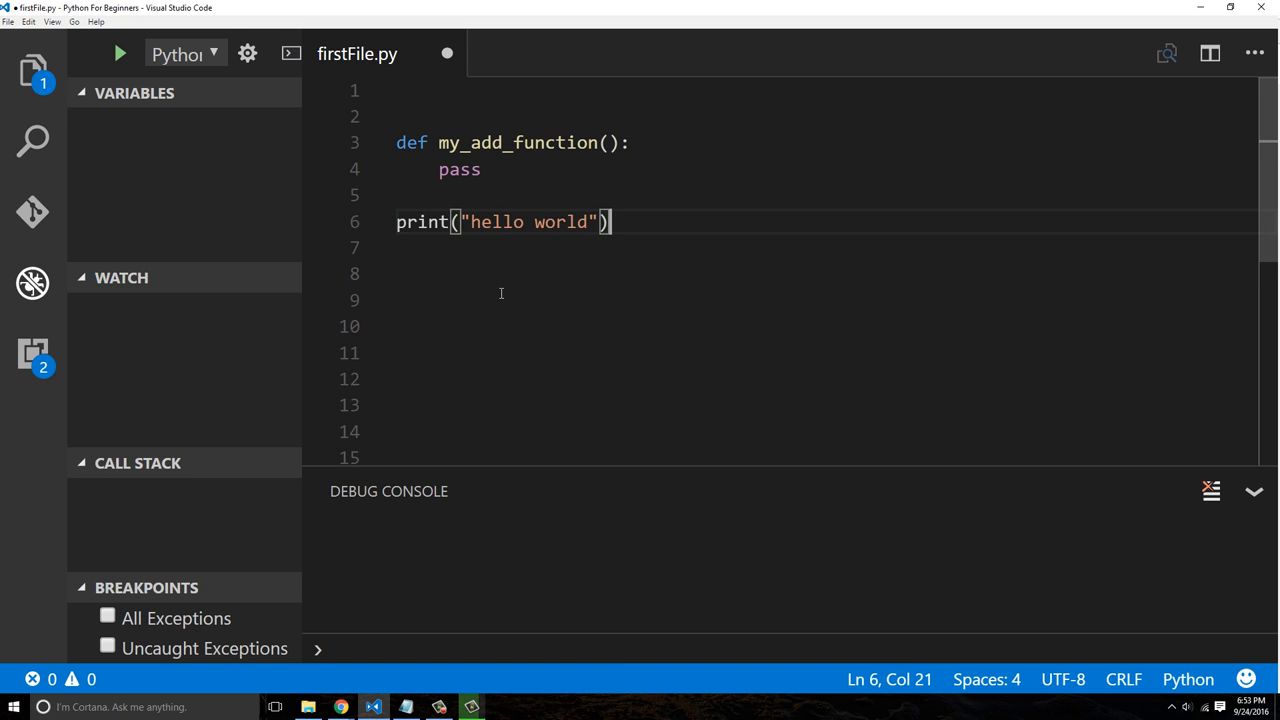 ● firstFile.py - Python For Beginners - Visual Studio Code
File Edit View Go Help
Python
firstFile.py
1
VARIABLES
WATCH
2
CALL STACK
BREAKPOINTS
All Exceptions
Uncaught Exceptions
1
2
3 def my_add_function():
4 pass
5
6 print("hello world")
7
8
9
10
11
12
13
14
15
DEBUG CONSOLE
0 0
Ln 6, Col 21 Spaces: 4 UTF-8 CRLF Python
I'm Cortana. Ask me anything.
6:53 PM
9/24/2016